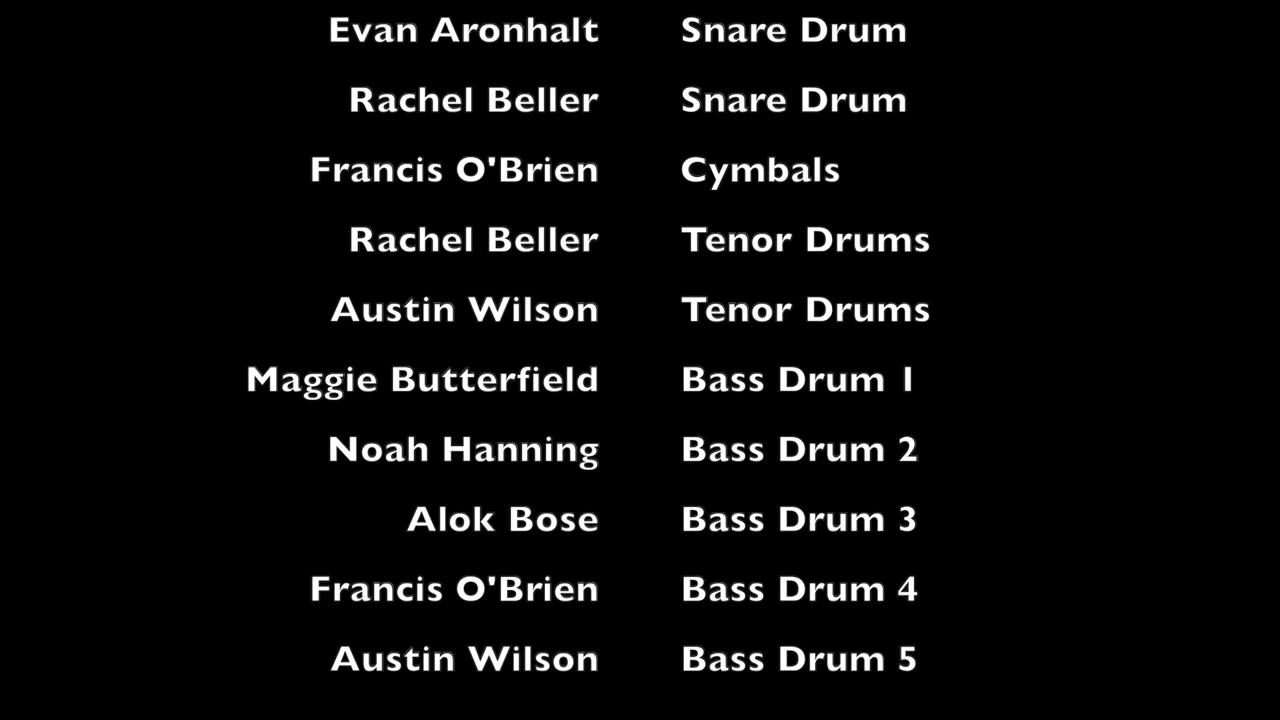 Evan Aronhalt Snare Drum
Rachel Beller Snare Drum
Francis O'Brien Cymbals
Rachel Beller Tenor Drums
Austin Wilson Tenor Drums
Maggie Butterfield Bass Drum 1
Noah Hanning Bass Drum 2
Alok Bose Bass Drum 3
Francis O'Brien Bass Drum 4
Austin Wilson Bass Drum 5